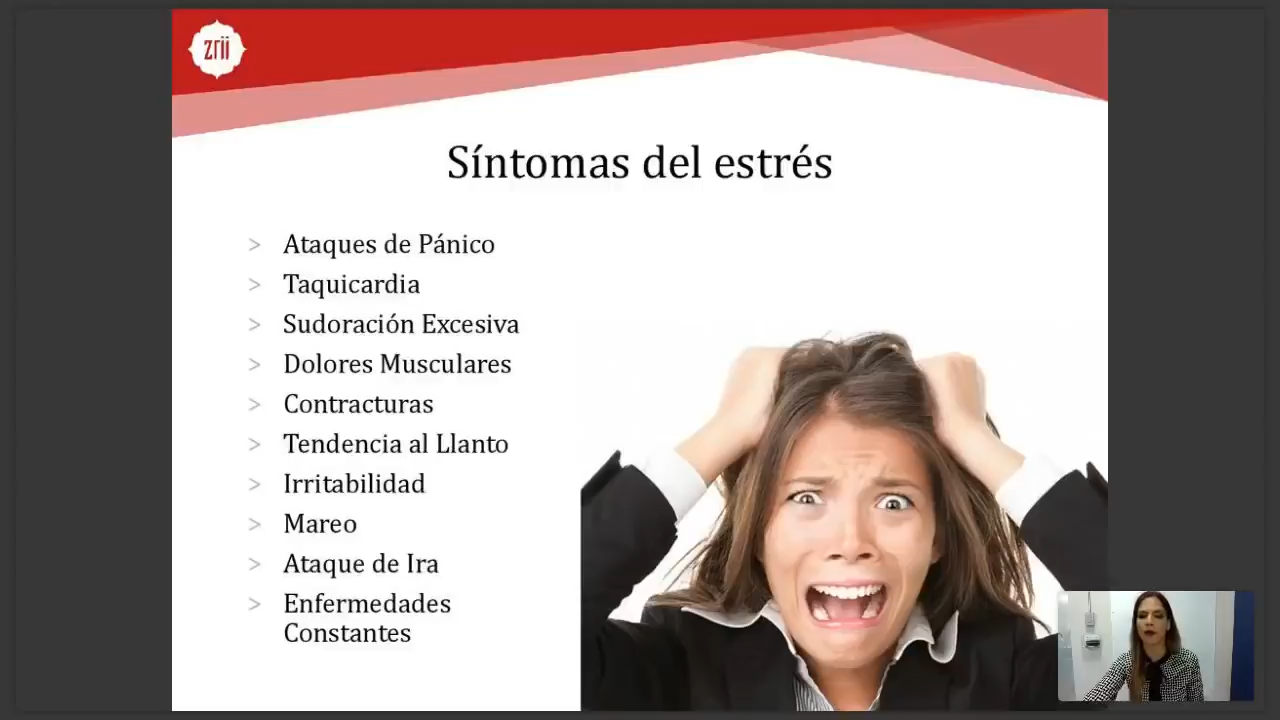 zrii
Síntomas del estrés
> Ataques de Pánico
> Taquicardia
> Sudoración Excesiva
> Dolores Musculares
> Contracturas
> Tendencia al Llanto
> Irritabilidad
> Mareo
> Ataque de Ira
> Enfermedades
Constantes